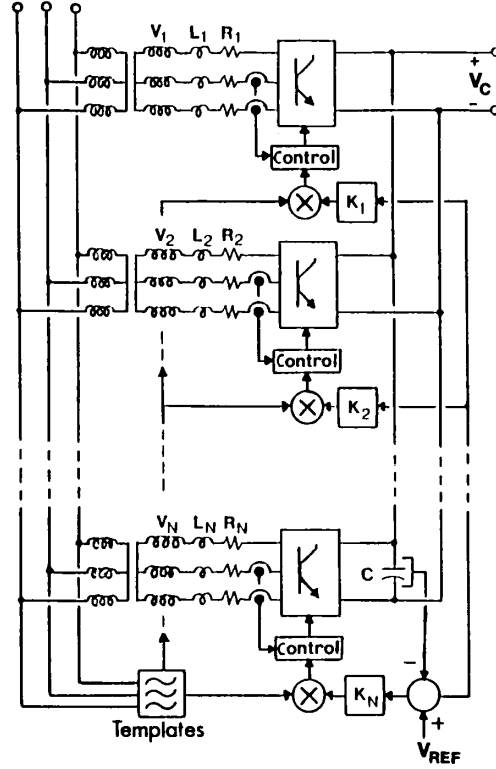 V1 L1 R1
+
VC
-
Control
K1
V2 L2 R2
Control
K2
VN LN RN
C
Control
-
KN
+
Templates
VREF